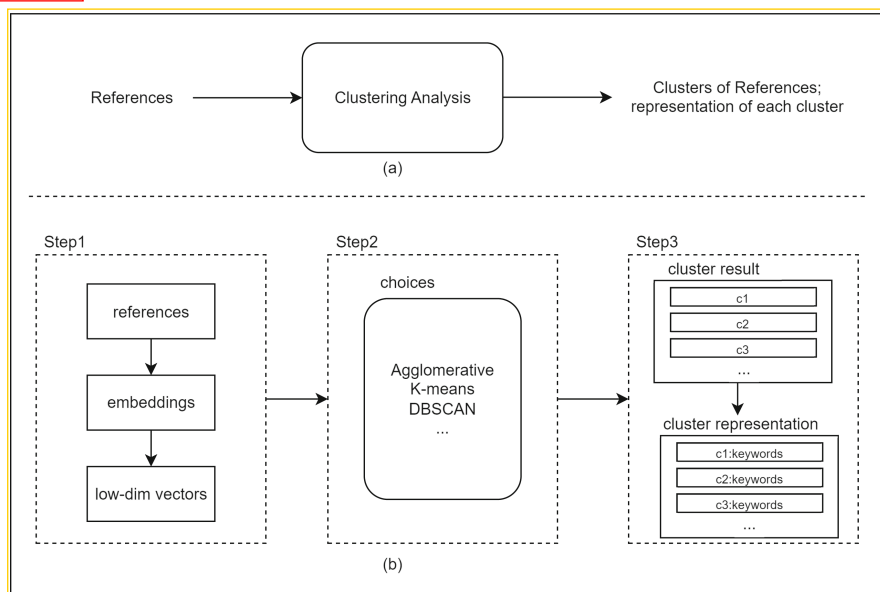 References
Clustering Analysis
Clusters of References;
representation of each cluster
(a)
Step1
references
embeddings
low-dim vectors
Step2
choices
Agglomerative
K-means
DBSCAN
...
Step3
cluster result
c1
c2
c3
...
cluster representation
c1:keywords
c2:keywords
c3:keywords
...
(b)